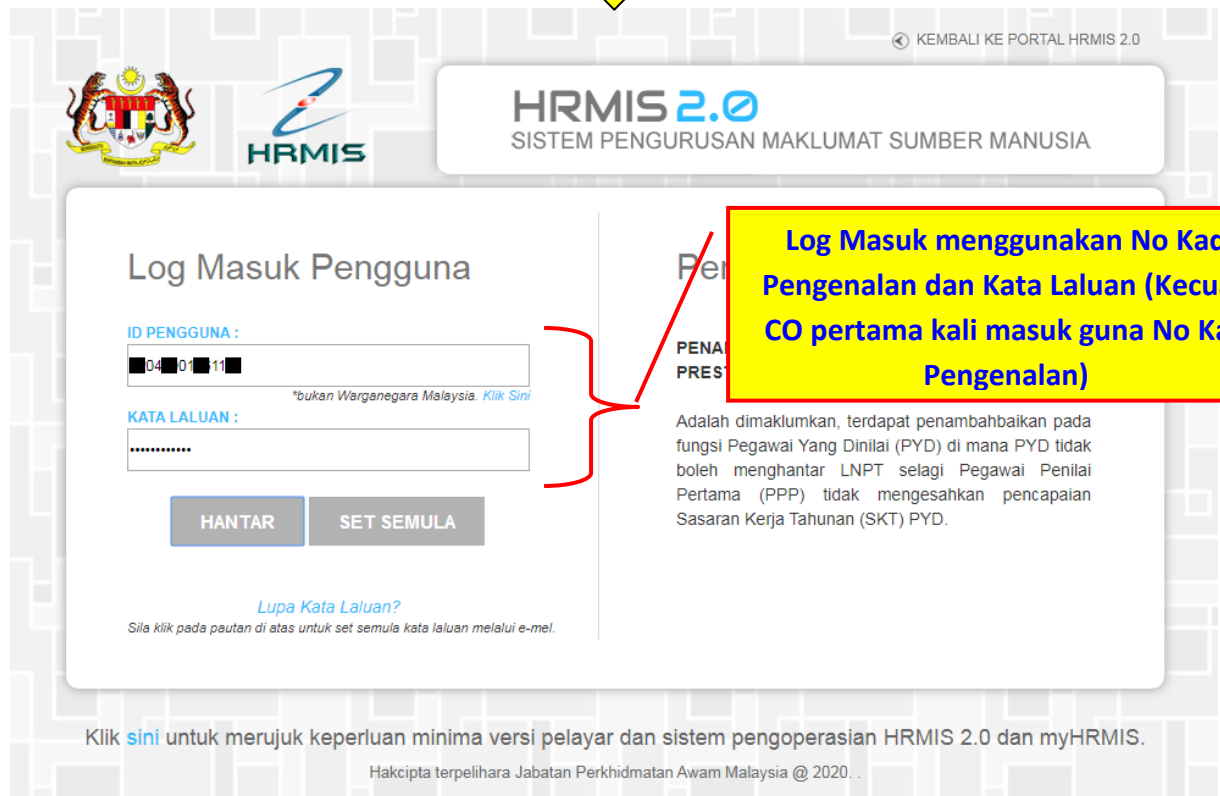 KEMBALI KE PORTAL HRMIS 2.0
HRMIS
HRMIS 2.0
SISTEM PENGURUSAN MAKLUMAT SUMBER MANUSIA
Log Masuk Pengguna
ID PENGGUNA :
04 01 11
*bukan Warganegara Malaysia. Klik Sini
KATA LALUAN :
HANTAR
SET SEMULA
Lupa Kata Laluan?
Sila klik pada pautan di atas untuk set semula kata laluan melalui e-mel.
Log Masuk menggunakan No Kad
Pengenalan dan Kata Laluan
CO pertama kali masuk guna No
Pengenalan)
Adalah dimaklumkan, terdapat penambahbaikan pada
fungsi Pegawai Yang Dinilai (PYD) di mana PYD tidak
boleh menghantar LNPT selagi Pegawai Penilai
Pertama (PPP) tidak mengesahkan pencapaian
Sasaran Kerja Tahunan (SKT) PYD.
Klik sini untuk merujuk keperluan minima versi pelayar dan sistem pengoperasian HRMIS 2.0 dan myHRMIS.
Hakcipta terpelihara Jabatan Perkhidmatan Awam Malaysia @ 2020. .